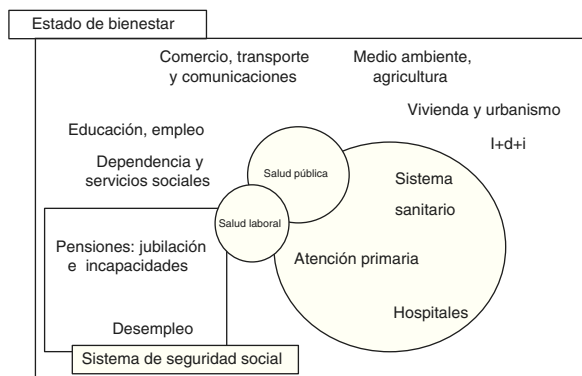 Estado de bienestar
Comercio, transporte
y comunicaciones
Medio ambiente,
agricultura
Vivienda y urbanismo
Educación, empleo
I+d+i
Dependencia y
servicios sociales
Salud pública
Sistema
sanitario
Salud laboral
Pensiones: jubilación
e incapacidades
Atención primaria
Hospitales
Desempleo
Sistema de seguridad social